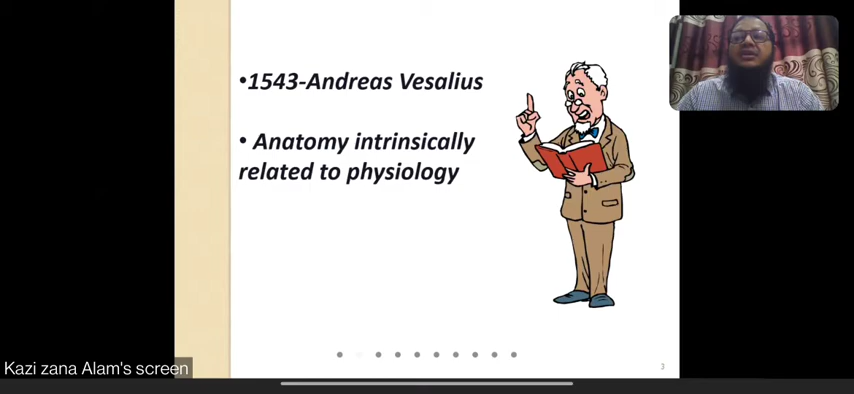 •1543-Andreas Vesalius
• Anatomy intrinsically
related to physiology
3
Kazi zana Alam's screen